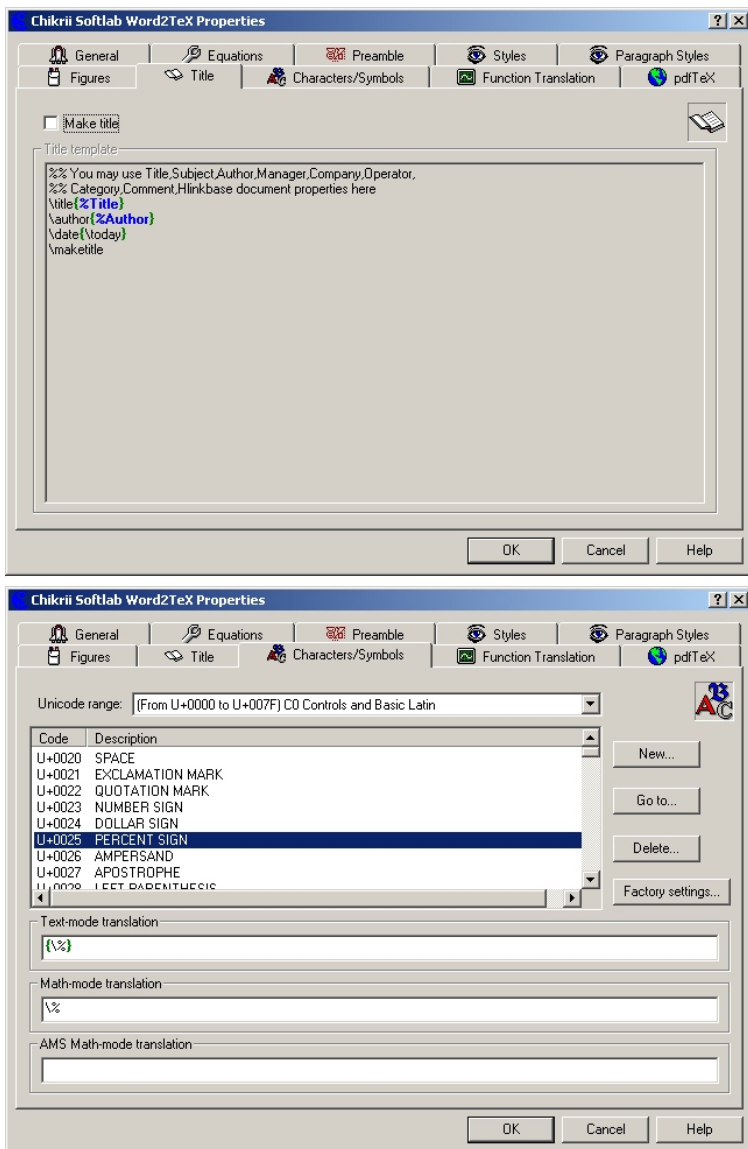 Chikrii Softlab Word2TeX Properties
General Equations Preamble Styles Paragraph Styles
Figures Title Characters/Symbols Function Translation pdfTeX
Make title
Title template
%% You may use Title,Subject,Author,Manager,Company,Operator,
%% Category,Comment,Hlinkbase document properties here
\title{%Title}
\author{%Author}
\date{\today}
\maketitle
OK Cancel Help
Chikrii Softlab Word2TeX Properties
General Equations Preamble Styles Paragraph Styles
Figures Title Characters/Symbols Function Translation pdfTeX
Unicode range: (From U+0000 to U+007F) C0 Controls and Basic Latin
Code Description
U+0020 SPACE
U+0021 EXCLAMATION MARK
U+0022 QUOTATION MARK
U+0023 NUMBER SIGN
U+0024 DOLLAR SIGN
U+0025 PERCENT SIGN
U+0026 AMPERSAND
U+0027 APOSTROPHE
U+0028 LEFT PARENTHESIS
New...
Go to...
Delete...
Factory settings...
Text-mode translation
{\%}
Math-mode translation
\%
AMS Math-mode translation
OK Cancel Help